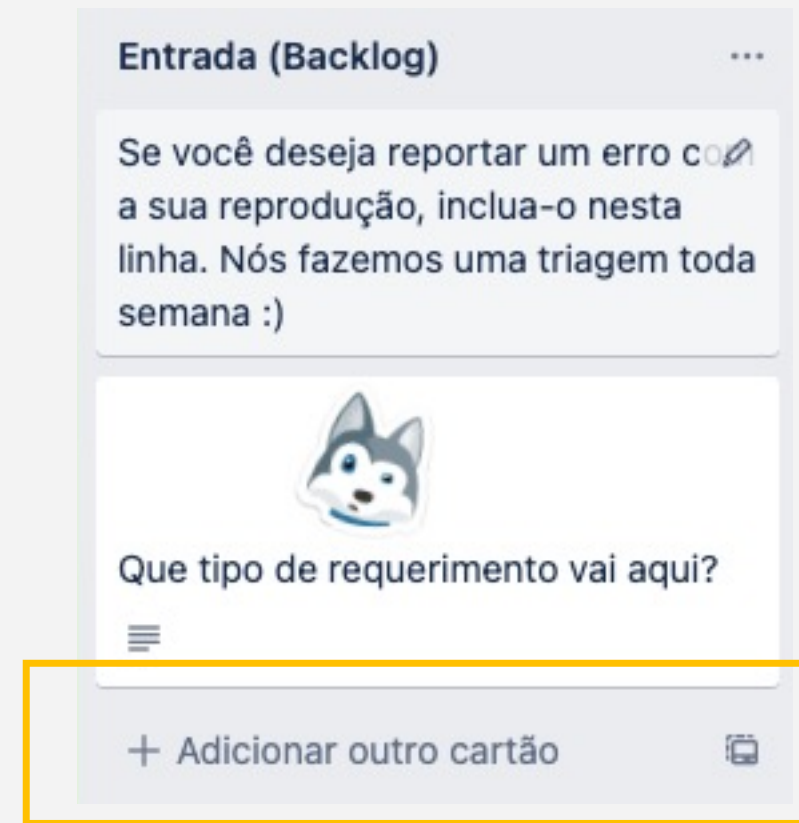 Entrada (Backlog)
Se você deseja reportar um erro com
a sua reprodução, inclua-o nesta
linha. Nós fazemos uma triagem toda
semana :)
Que tipo de requerimento vai aqui?
+ Adicionar outro cartão